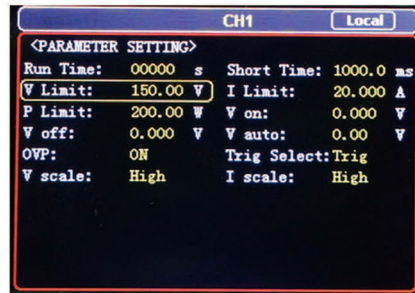 CH1 Local
<PARAMETER SETTING>
Run Time: 00000 s Short Time: 1000.0 ms
V Limit: 150.00 V I Limit: 20.000 A
P Limit: 200.00 W V on: 0.000 V
V off: 0.000 V V auto: 0.00 V
OVP: ON Trig Select:Trig
V scale: High I scale: High